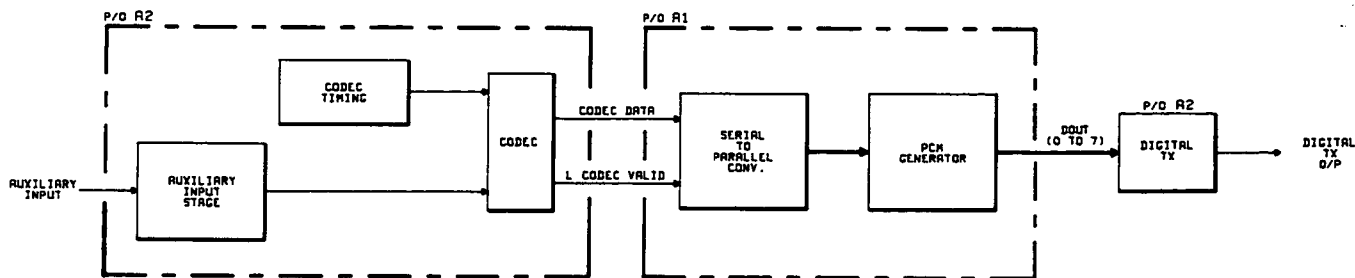 P/O A2
CODEC
TIMING
CODEC
AUXILIARY
INPUT
AUXILIARY
INPUT
STAGE
CODEC DATA
L CODEC VALID
P/O A1
SERIAL
TO
PARALLEL
CONV.
PCM
GENERATOR
DOUT
(0 TO 7)
P/O A2
DIGITAL
TX
DIGITAL
TX
O/P